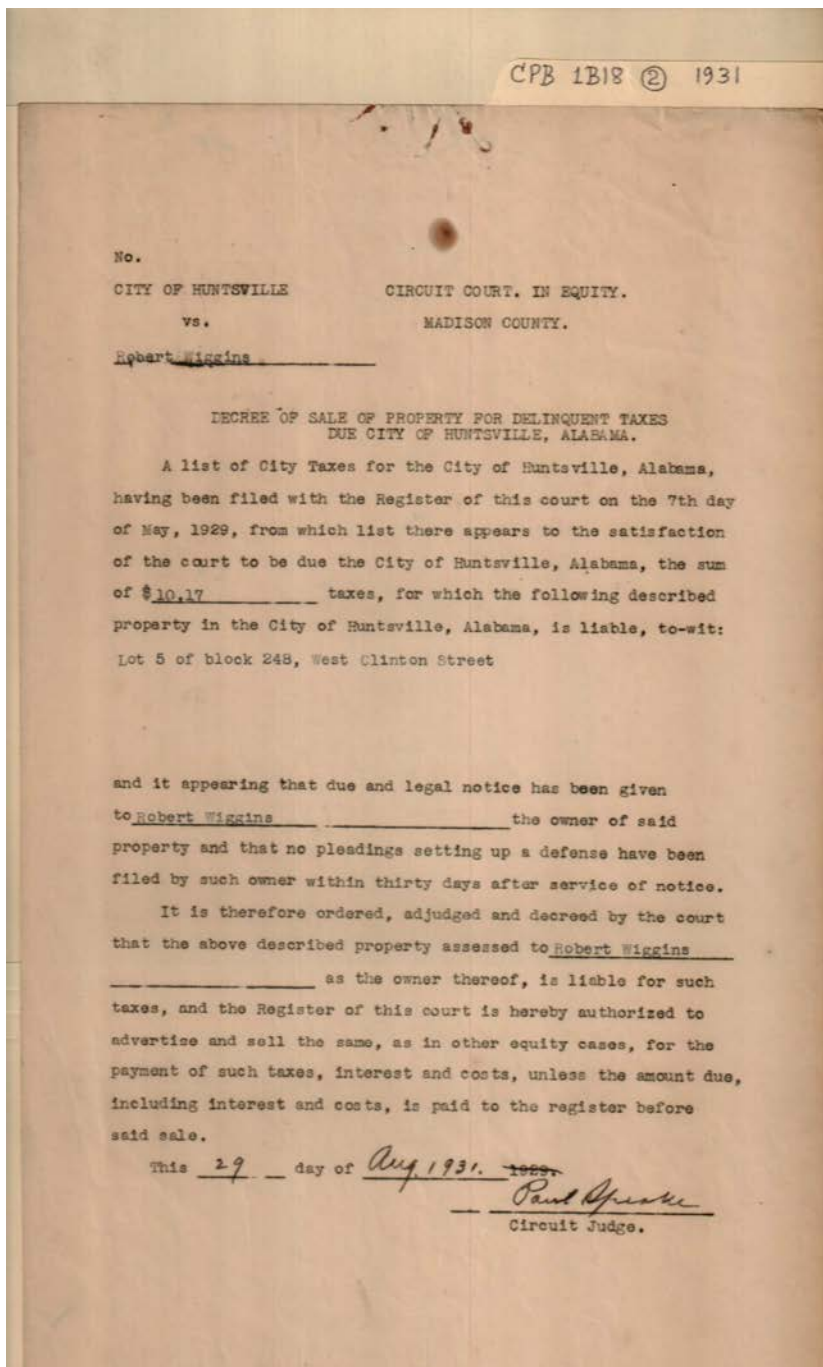 CPB 1B18 ② 1931
No.
CITY OF HUNTSVILLE CIRCUIT COURT. IN EQUITY.
vs. MADISON COUNTY.
Robert Wiggins
DECREE OF SALE OF PROPERTY FOR DELINQUENT TAXES
DUE CITY OF HUNTSVILLE, ALABAMA.
A list of City Taxes for the City of Huntsville, Alabama,
having been filed with the Register of this court on the 7th day
of May, 1929, from which list there appears to the satisfaction
of the court to be due the City of Huntsville, Alabama, the sum
of $10.17 taxes, for which the following described
property in the City of Huntsville, Alabama, is liable, to-wit:
Lot 5 of block 248, West Clinton Street
and it appearing that due and legal notice has been given
to Robert Wiggins the owner of said
property and that no pleadings setting up a defense have been
filed by such owner within thirty days after service of notice.
It is therefore ordered, adjudged and decreed by the court
that the above described property assessed to Robert Wiggins
as the owner thereof, is liable for such
taxes, and the Register of this court is hereby authorized to
advertise and sell the same, as in other equity cases, for the
payment of such taxes, interest and costs, unless the amount due,
including interest and costs, is paid to the register before
said sale.
This 29 day of Aug. 1931. 1929.
Paul Speake
Circuit Judge.